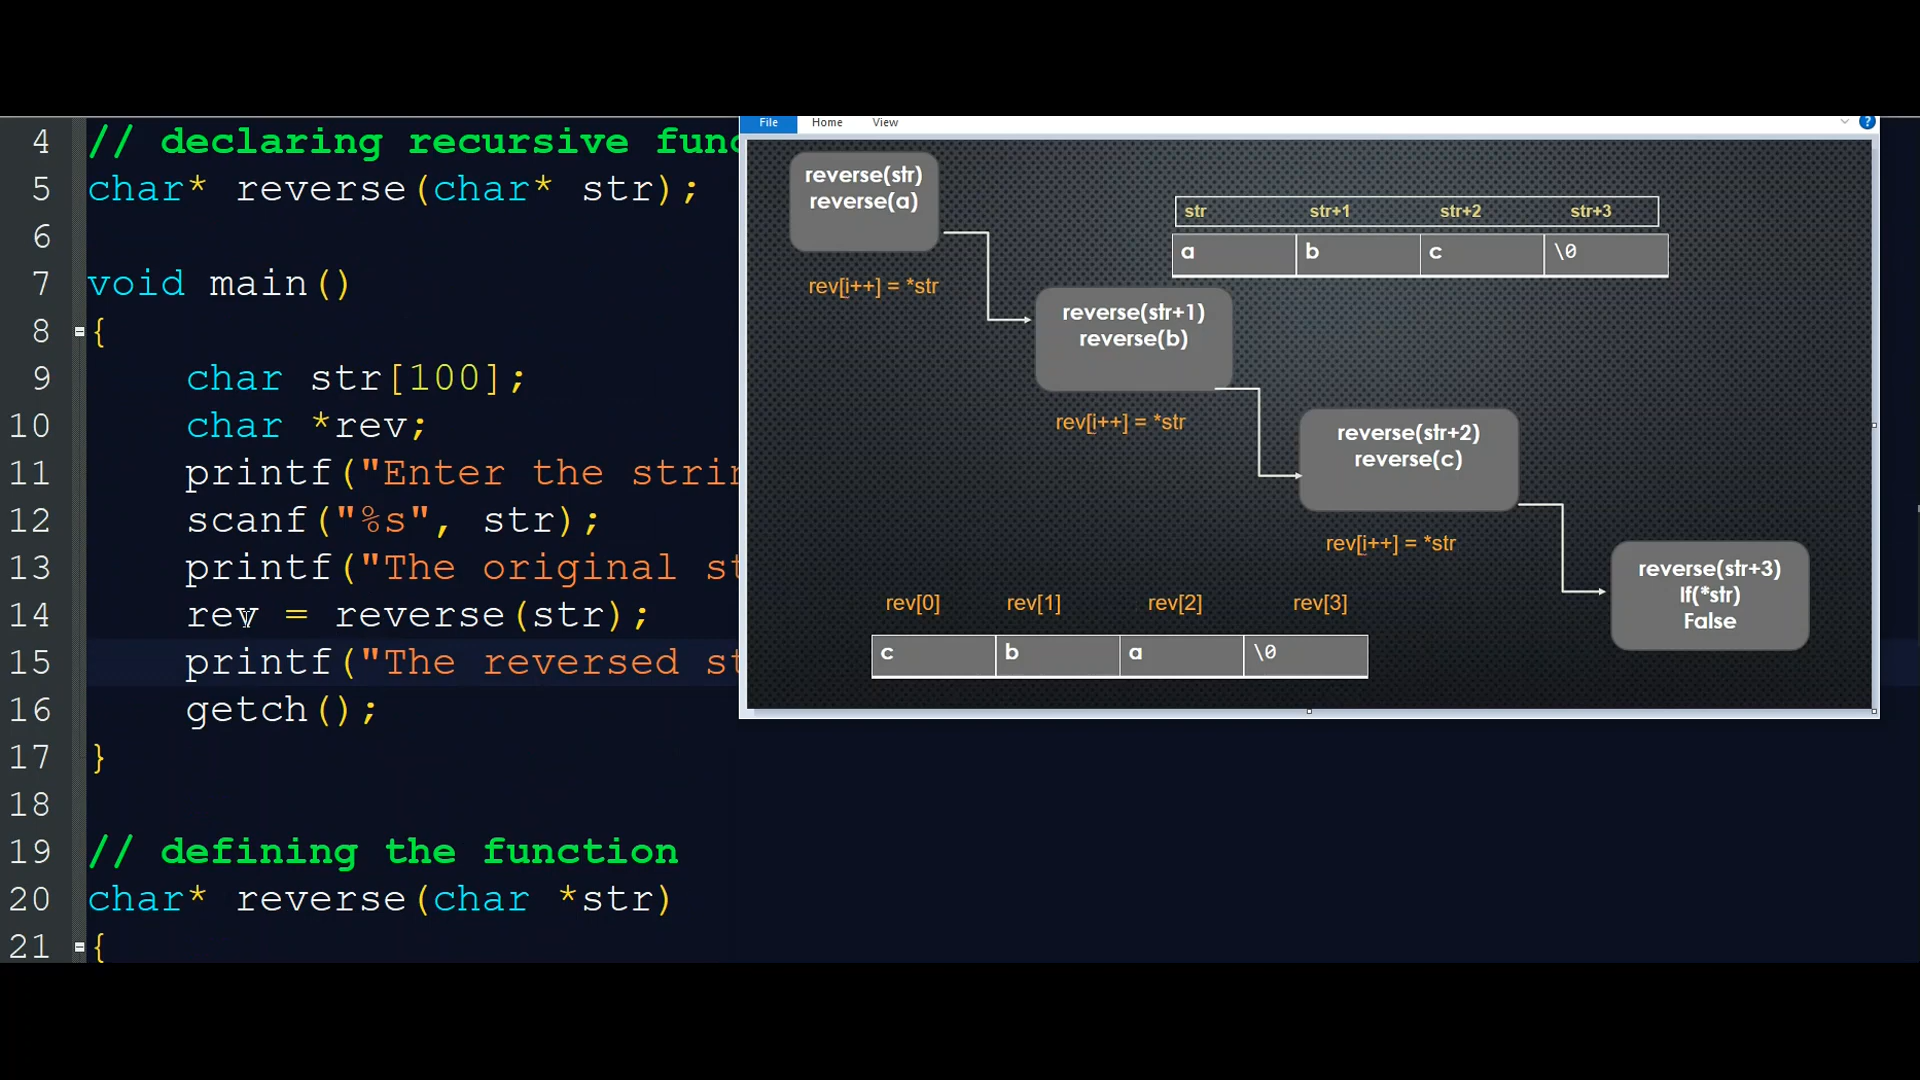 4 // declaring recursive func
5 char* reverse(char* str);
6
7 void main()
8 {
9 char str[100];
10 char *rev;
11 printf("Enter the strin
12 scanf("%s", str);
13 printf("The original st
14 rev = reverse(str);
15 printf("The reversed st
16 getch();
17 }
18
19 // defining the function
20 char* reverse(char *str)
21 {
File Home View
reverse(str)
reverse(a)
rev[i++] = *str
str str+1 str+2 str+3
a b c \0
reverse(str+1)
reverse(b)
rev[i++] = *str
reverse(str+2)
reverse(c)
rev[i++] = *str
reverse(str+3)
If(*str)
False
rev[0] rev[1] rev[2] rev[3]
c b a \0